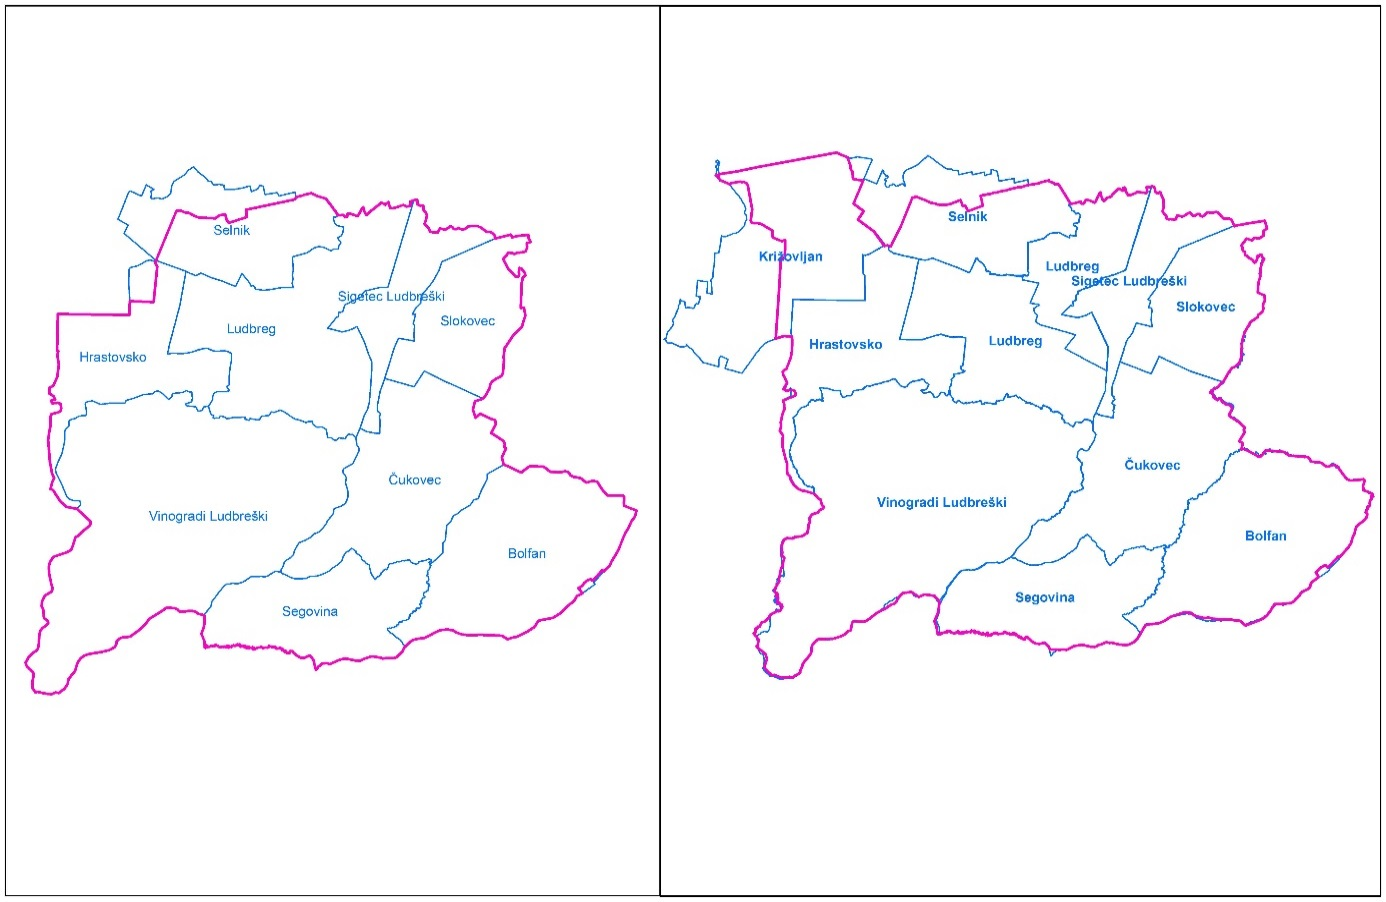 Selnik
Sigetec Ludbreški
Slokovec
Ludbreg
Hrastovsko
Čukovec
Vinogradi Ludbreški
Bolfan
Segovina
Selnik
Križovljan
Ludbreg
Sigetec Ludbreški
Slokovec
Ludbreg
Hrastovsko
Čukovec
Vinogradi Ludbreški
Bolfan
Segovina